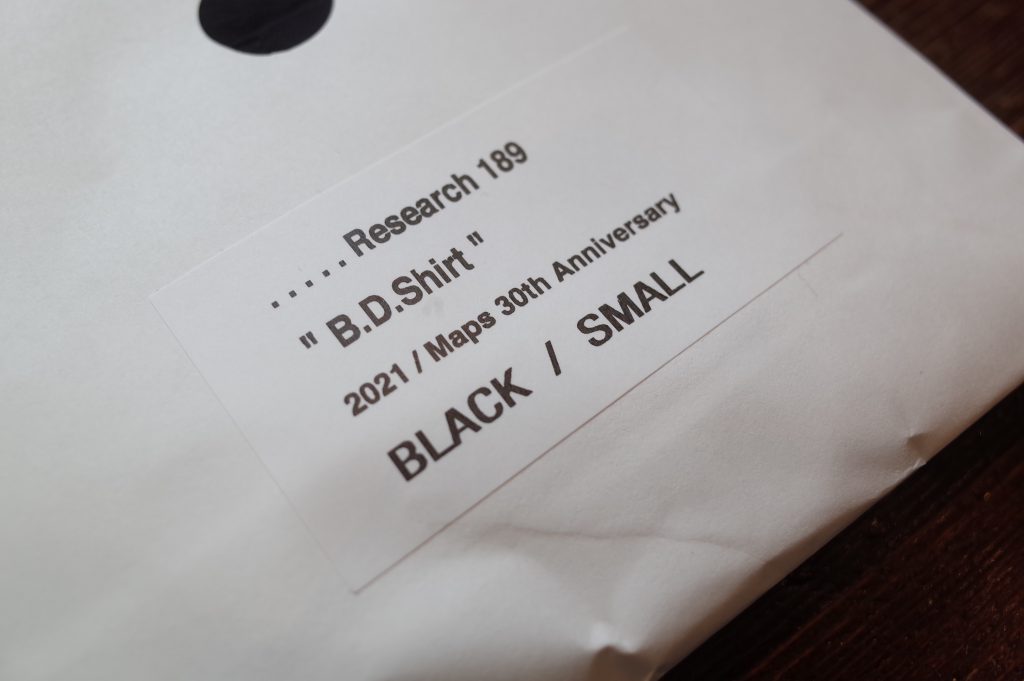 . . . . . Research 189
" B.D.Shirt "
2021 / Maps 30th Anniversary
BLACK / SMALL